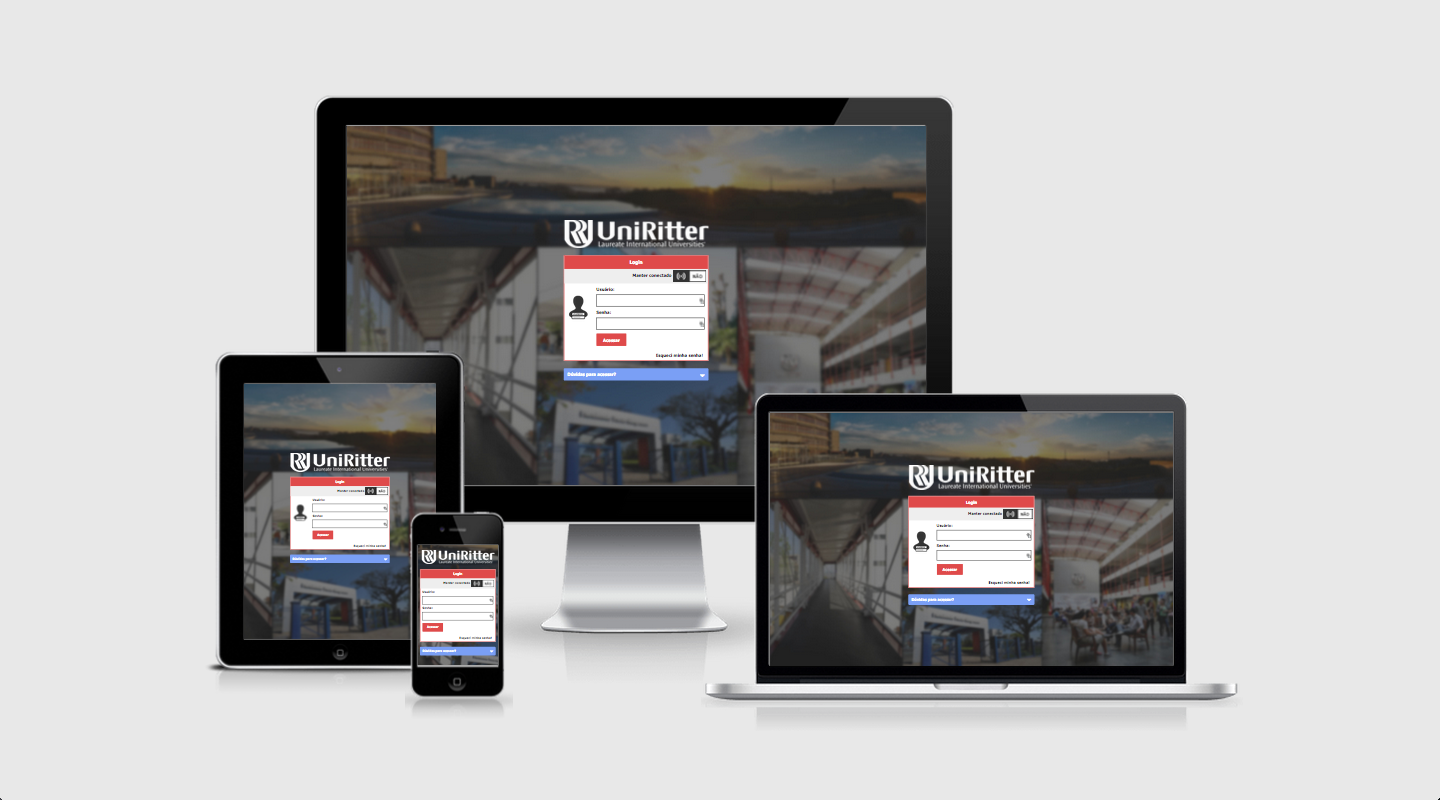 UniRitter
Laureate International Universities
Login
Manter conectado NÃO
Usuário:
Senha:
Acessar
Esqueci minha senha!
Dúvidas para acessar?
UniRitter
Laureate International Universities
Login
Manter conectado NÃO
Usuário:
Senha:
Acessar
Esqueci minha senha!
Dúvidas para acessar?
UniRitter
Laureate International Universities
Login
Manter conectado NÃO
Usuário:
Senha:
Acessar
Esqueci minha senha!
Dúvidas para acessar?
UniRitter
Laureate International Universities
Login
Manter conectado NÃO
Usuário:
Senha:
Acessar
Esqueci minha senha!
Dúvidas para acessar?